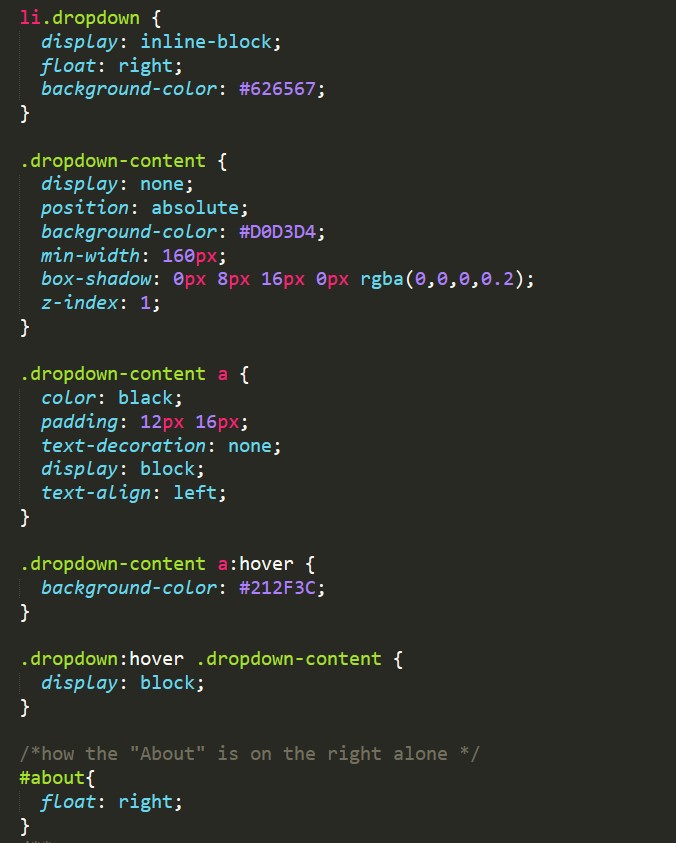 li.dropdown {
  display: inline-block;
  float: right;
  background-color: #626567;
}

.dropdown-content {
  display: none;
  position: absolute;
  background-color: #D0D3D4;
  min-width: 160px;
  box-shadow: 0px 8px 16px 0px rgba(0,0,0,0.2);
  z-index: 1;
}

.dropdown-content a {
  color: black;
  padding: 12px 16px;
  text-decoration: none;
  display: block;
  text-align: left;
}

.dropdown-content a:hover {
  background-color: #212F3C;
}

.dropdown:hover .dropdown-content {
  display: block;
}

/*how the "About" is on the right alone */
#about{
  float: right;
}